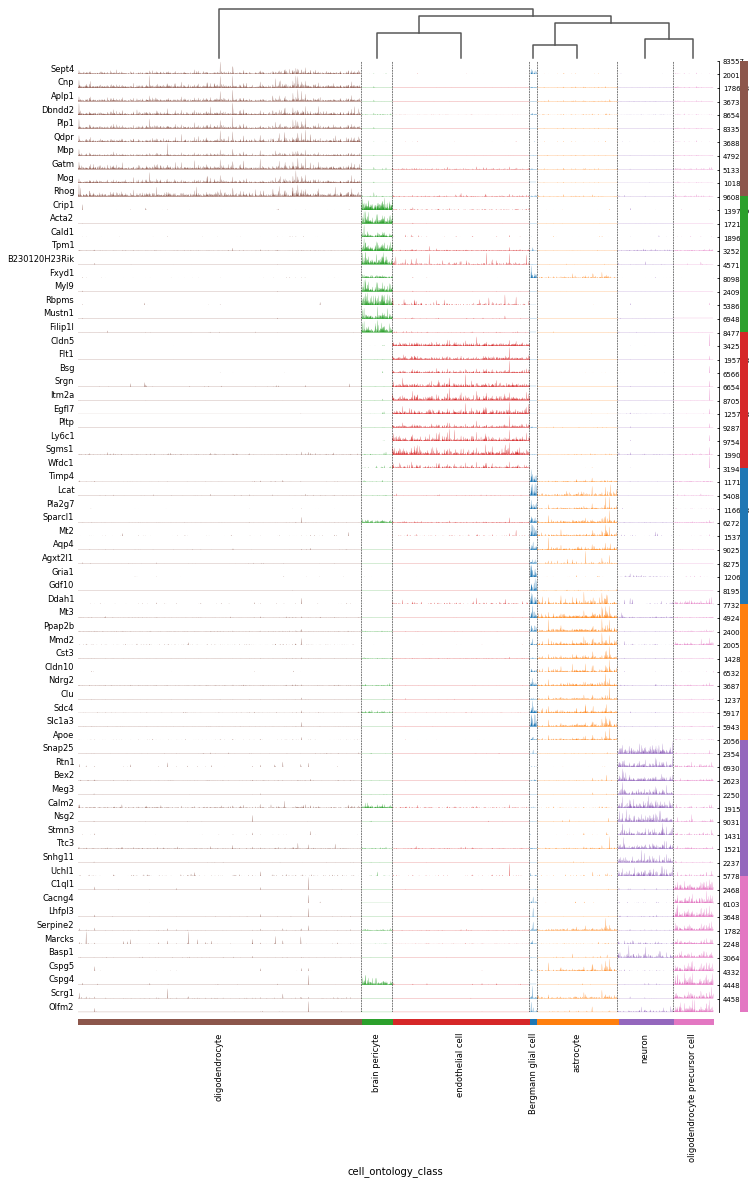 Sept4
Cnp
Aplp1
Dbndd2
Plp1
Qdpr
Mbp
Gatm
Mog
Rhog
Crip1
Acta2
Cald1
Tpm1
B230120H23Rik
Fxyd1
Myl9
Rbpms
Mustn1
Filip1l
Cldn5
Flt1
Bsg
Srgn
Itm2a
Egfl7
Pltp
Ly6c1
Sgms1
Wfdc1
Timp4
Lcat
Pla2g7
Sparcl1
Mt2
Aqp4
Agxt2l1
Gria1
Gdf10
Ddah1
Mt3
Ppap2b
Mmd2
Cst3
Cldn10
Ndrg2
Clu
Sdc4
Slc1a3
Apoe
Snap25
Rtn1
Bex2
Meg3
Calm2
Nsg2
Stmn3
Ttc3
Snhg11
Uchl1
C1ql1
Cacng4
Lhfpl3
Serpine2
Marcks
Basp1
Cspg5
Cspg4
Scrg1
Olfm2
2001
3673
8654
8335
3688
4792
5133
1018
9608
1721
1896
3252
4571
8098
2409
5386
6948
8477
3425
6566
6654
8705
9287
9754
1990
3194
1171
5408
6272
1537
9025
8275
1206
8195
7732
4924
2400
2005
1428
6532
3687
1237
5917
5943
2056
2354
6930
2623
2250
1915
9031
1431
1521
2237
5778
2468
6103
3648
1782
2248
3064
4332
4448
4458
oligodendrocyte
brain pericyte
endothelial cell
Bergmann glial cell
astrocyte
neuron
oligodendrocyte precursor cell
cell_ontology_class